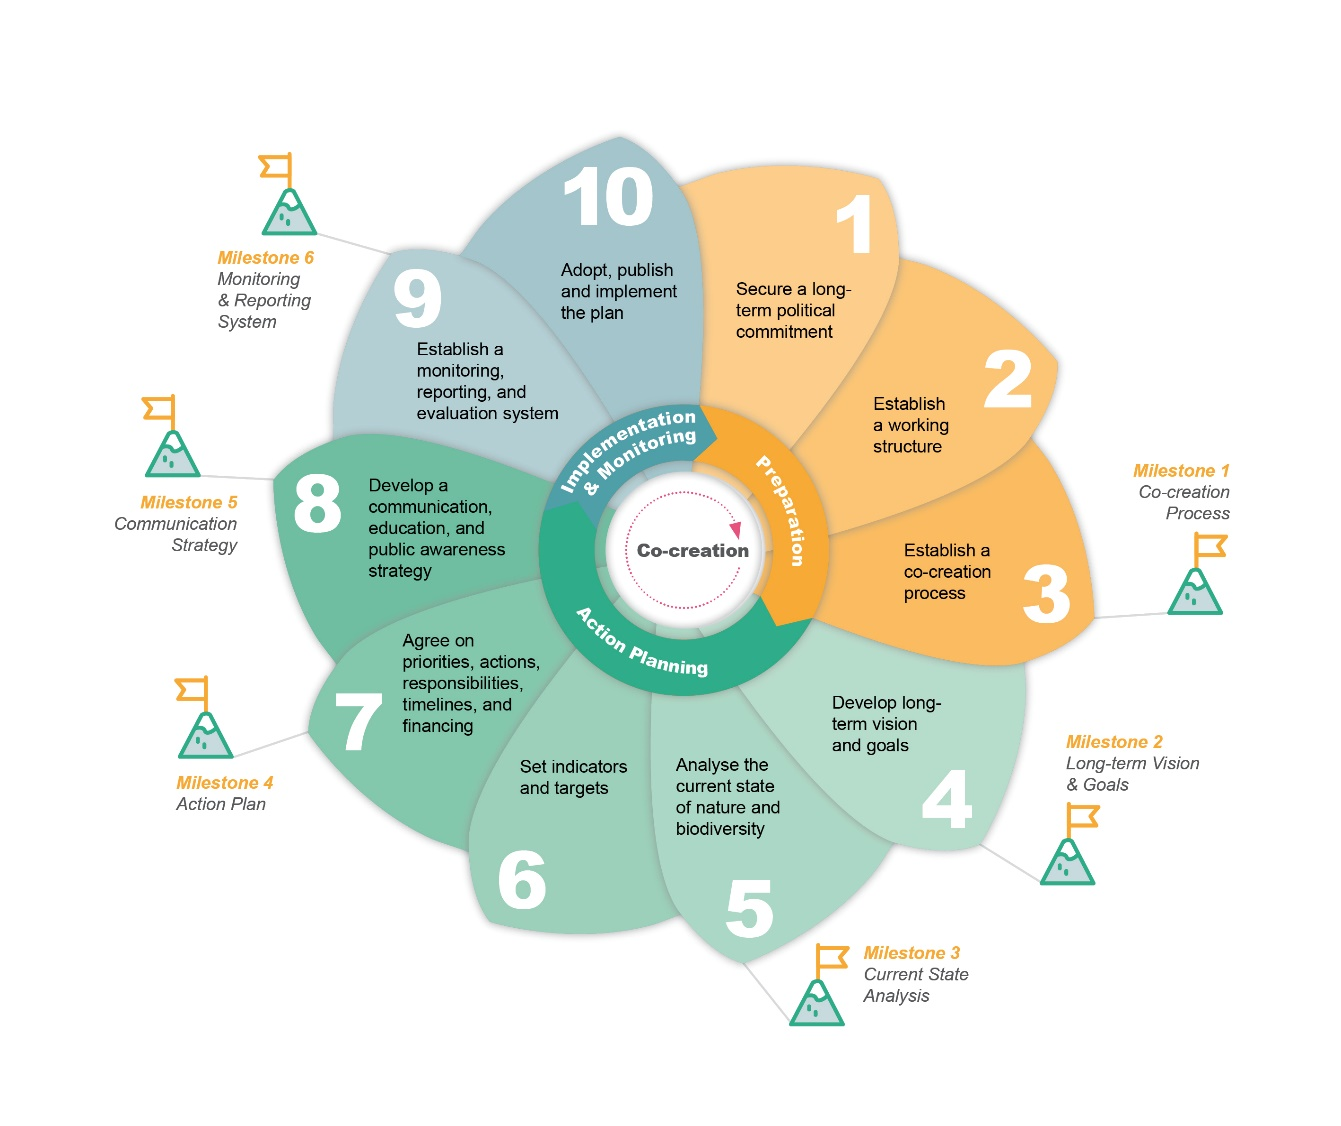 1
Secure a long-
term political
commitment
2
Establish
a working
structure
3
Establish a
co-creation
process
Milestone 1
Co-creation
Process
4
Develop long-
term vision
and goals
Milestone 2
Long-term Vision
& Goals
5
Analyse the
current state
of nature and
biodiversity
Milestone 3
Current State
Analysis
6
Set indicators
and targets
7
Agree on
priorities, actions,
responsibilities,
timelines, and
financing
Milestone 4
Action Plan
8
Develop a
communication,
education, and
public awareness
strategy
Milestone 5
Communication
Strategy
9
Establish a
monitoring,
reporting, and
evaluation system
Milestone 6
Monitoring
& Reporting
System
10
Adopt, publish
and implement
the plan
Preparation
Action Planning
Implementation
& Monitoring
Co-creation